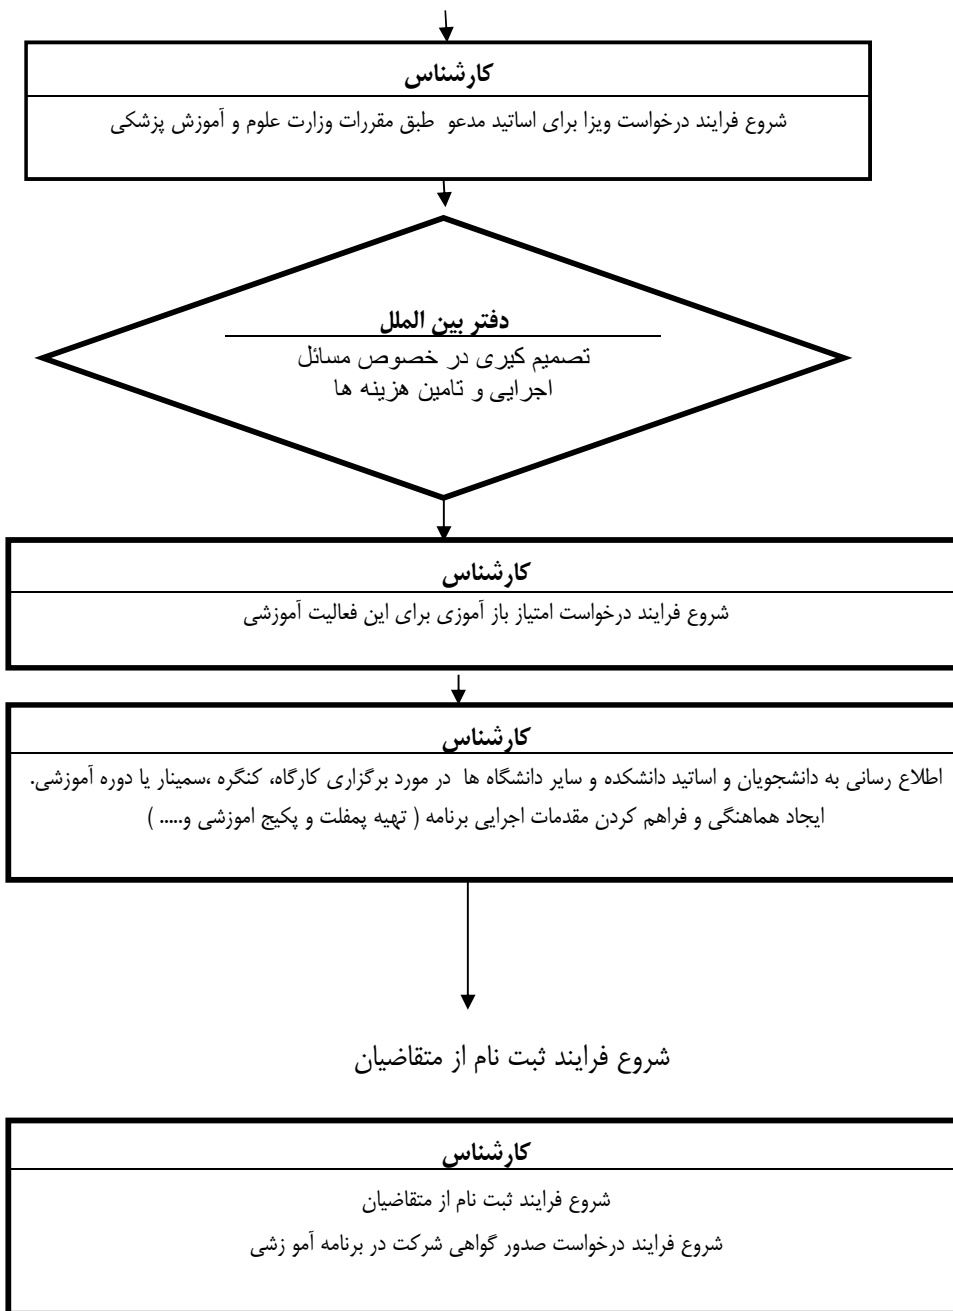 کارشناس
شروع فرایند درخواست ویزا برای اساتید مدعو طبق مقررات وزارت علوم و آموزش پزشکی
دفتر بین الملل
تصمیم کیری در خصوص مسائل
اجرایی و تامین هزینه ها
کارشناس
شروع فرایند درخواست امتیاز باز آموزی برای این فعالیت آموزشی
کارشناس
اطلاع رسانی به دانشجویان و اساتید دانشکده و سایر دانشگاه ها در مورد برگزاری کارگاه، کنگره ،سمینار یا دوره آموزشی.
ایجاد هماهنگی و فراهم کردن مقدمات اجرایی برنامه ( تهیه پمفلت و پکیج اموزشی و..... )
شروع فرایند ثبت نام از متقاضیان
کارشناس
شروع فرایند ثبت نام از متقاضیان
شروع فرایند درخواست صدور گواهی شرکت در برنامه آمو زشی